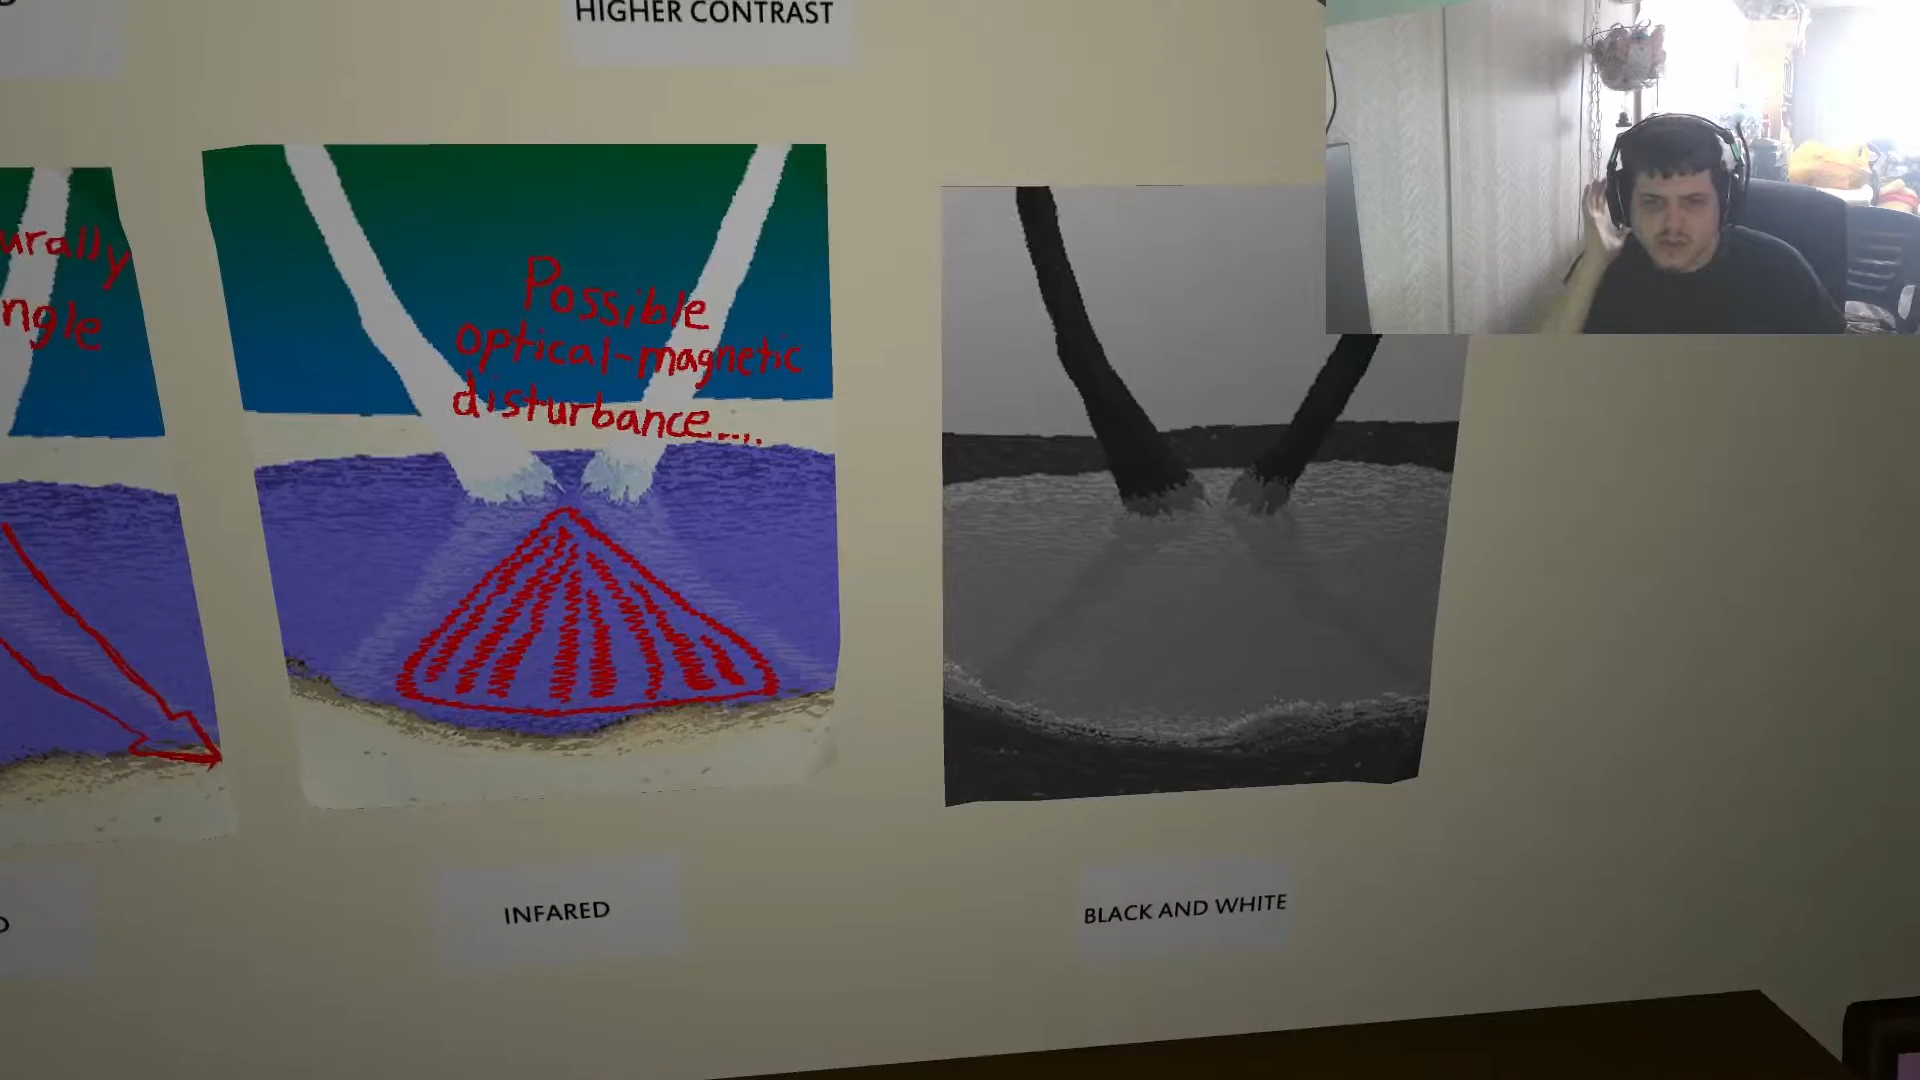 HIGHER CONTRAST
urally
ngle
Possible
optical-magnetic
disturbance....
INFARED
BLACK AND WHITE